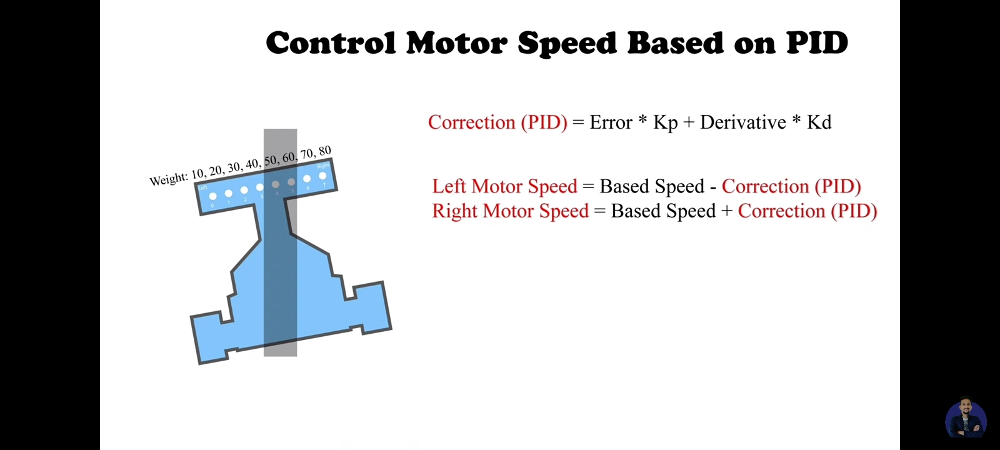 Control Motor Speed Based on PID
Correction (PID) = Error * Kp + Derivative * Kd
Weight: 10, 20, 30, 40, 50, 60, 70, 80
Left
Right
0 1 2 3 4 5 6 7
Left Motor Speed = Based Speed - Correction (PID)
Right Motor Speed = Based Speed + Correction (PID)